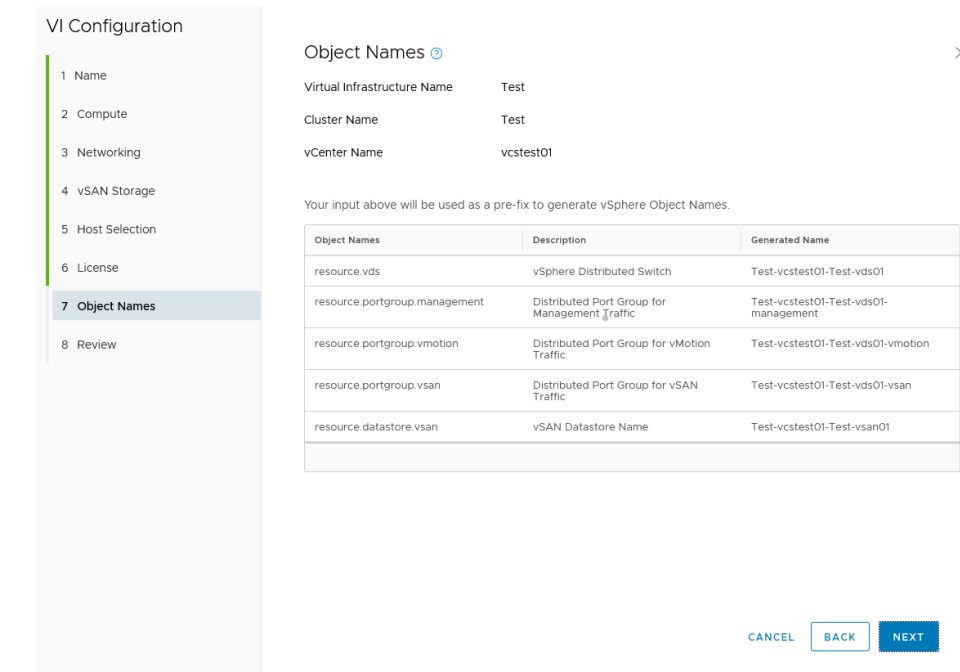 VI Configuration
1 Name
2 Compute
3 Networking
4 vSAN Storage
5 Host Selection
6 License
7 Object Names
8 Review
Object Names ?
Virtual Infrastructure Name Test
Cluster Name Test
vCenter Name vcstest01
Your input above will be used as a pre-fix to generate vSphere Object Names.
Object Names Description Generated Name
resource.vds vSphere Distributed Switch Test-vcstest01-Test-vds01
resource.portgroup.management Distributed Port Group for Test-vcstest01-Test-vds01-
Management Traffic management
resource.portgroup.vmotion Distributed Port Group for vMotion Test-vcstest01-Test-vds01-vmotion
Traffic
resource.portgroup.vsan Distributed Port Group for vSAN Test-vcstest01-Test-vds01-vsan
Traffic
resource.datastore.vsan vSAN Datastore Name Test-vcstest01-Test-vsan01
CANCEL BACK NEXT